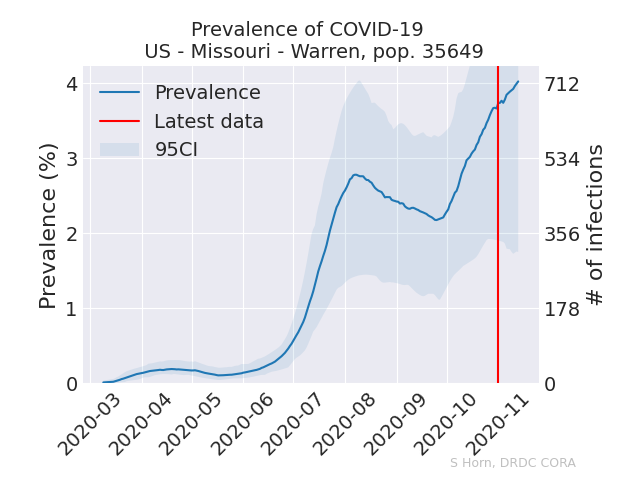 Prevalence of COVID-19
US - Missouri - Warren, pop. 35649
Prevalence
Latest data
95CI
Prevalence (%)
4
3
2
1
0
712
534
356
178
0
# of infections
2020-03
2020-04
2020-05
2020-06
2020-07
2020-08
2020-09
2020-10
2020-11
S Horn, DRDC CORA